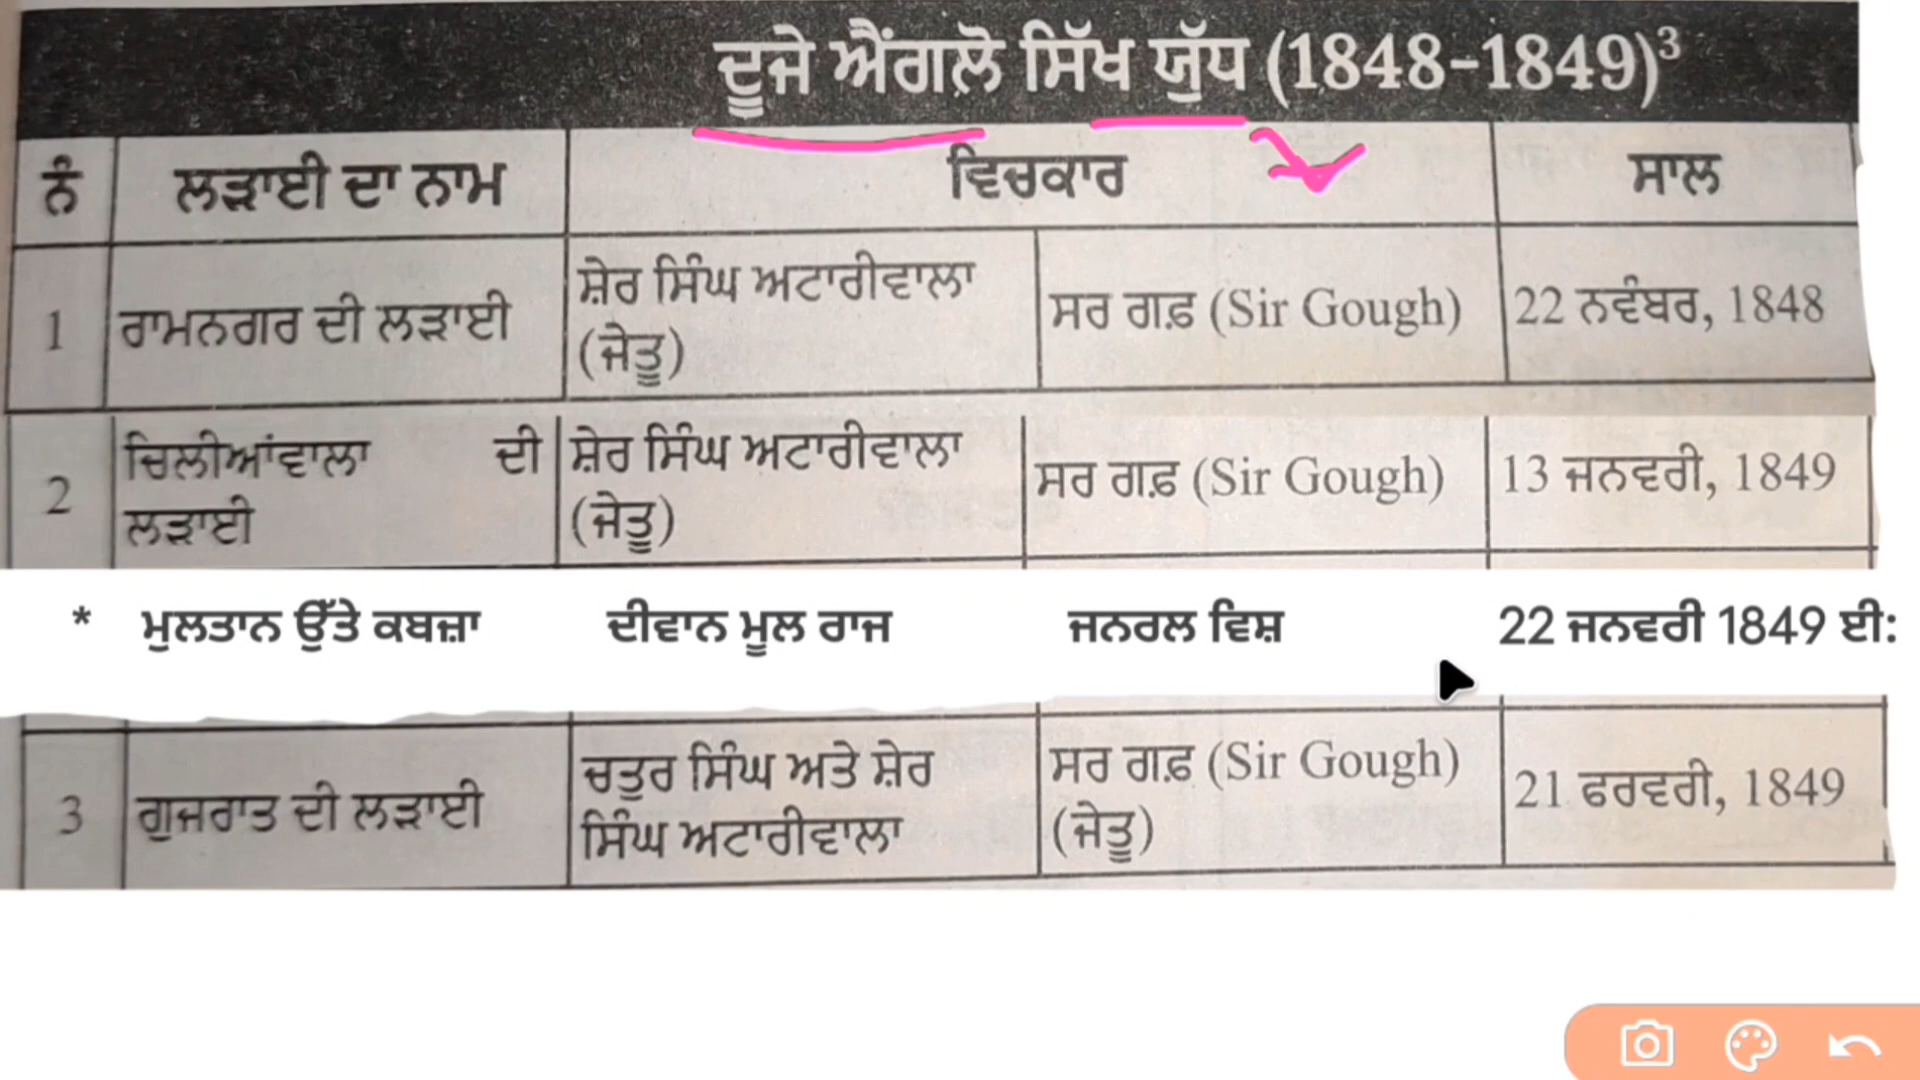 ਦੂਜੇ ਐਂਗਲੋ ਸਿੱਖ ਯੁੱਧ (1848-1849)³
ਨੰ ਲੜਾਈ ਦਾ ਨਾਮ ਵਿਚਕਾਰ ਸਾਲ
1 ਰਾਮਨਗਰ ਦੀ ਲੜਾਈ ਸ਼ੇਰ ਸਿੰਘ ਅਟਾਰੀਵਾਲਾ (ਜੇਤੂ) ਸਰ ਗਫ਼ (Sir Gough) 22 ਨਵੰਬਰ, 1848
2 ਚਿਲੀਆਂਵਾਲਾ ਦੀ ਲੜਾਈ ਸ਼ੇਰ ਸਿੰਘ ਅਟਾਰੀਵਾਲਾ (ਜੇਤੂ) ਸਰ ਗਫ਼ (Sir Gough) 13 ਜਨਵਰੀ, 1849
* ਮੁਲਤਾਨ ਉੱਤੇ ਕਬਜ਼ਾ ਦੀਵਾਨ ਮੂਲ ਰਾਜ ਜਨਰਲ ਵਿਸ਼ 22 ਜਨਵਰੀ 1849 ਈ:
3 ਗੁਜਰਾਤ ਦੀ ਲੜਾਈ ਚਤੁਰ ਸਿੰਘ ਅਤੇ ਸ਼ੇਰ ਸਿੰਘ ਅਟਾਰੀਵਾਲਾ ਸਰ ਗਫ਼ (Sir Gough) (ਜੇਤੂ) 21 ਫਰਵਰੀ, 1849